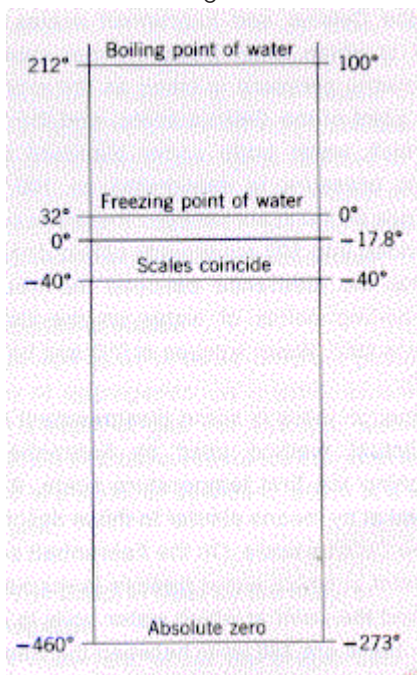 Boiling point of water
212° 100°
Freezing point of water
32° 0°
0° −17.8°
Scales coincide
−40° −40°
Absolute zero
−460° −273°